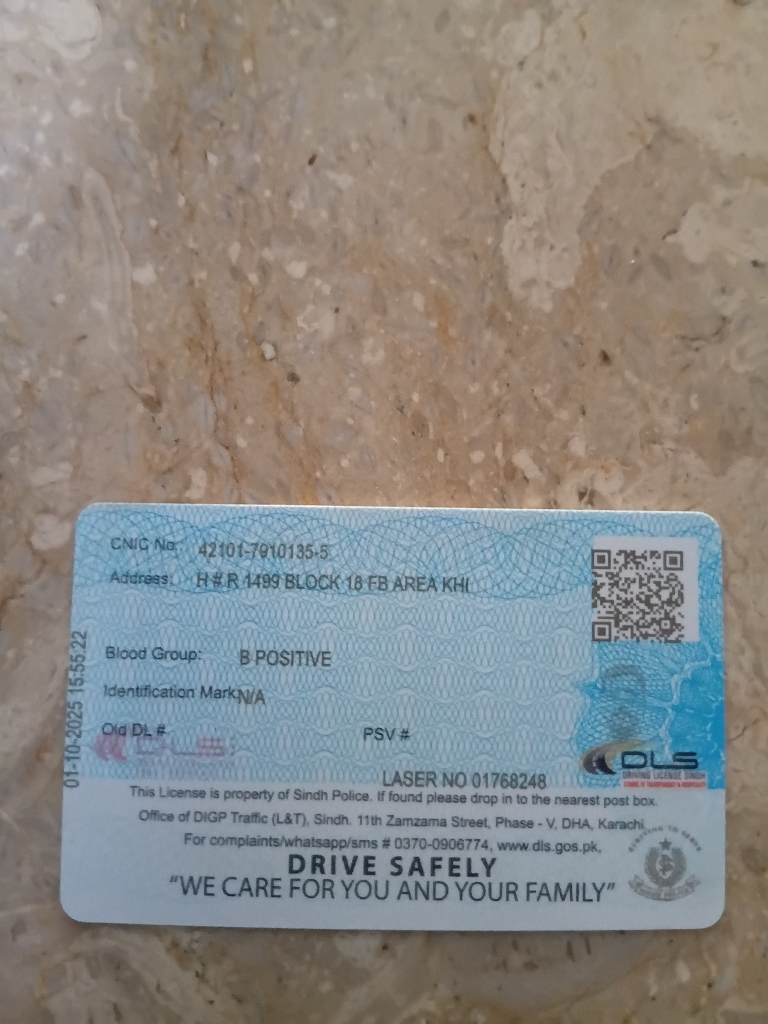 CNIC No: 42101-7910135-5
Address: H # R 1499 BLOCK 18 FB AREA KHI
Blood Group: B POSITIVE
Identification Mark: N/A
Old DL #
PSV #
DLS
LASER NO 01768248
DLS
DRIVING LICENSE SINDH
01-10-2025 15:55:22
This License is property of Sindh Police. If found please drop in to the nearest post box.
Office of DIGP Traffic (L&T), Sindh. 11th Zamzama Street, Phase - V, DHA, Karachi.
For complaints/whatsapp/sms # 0370-0906774, www.dls.gos.pk,
DRIVE SAFELY
“WE CARE FOR YOU AND YOUR FAMILY”